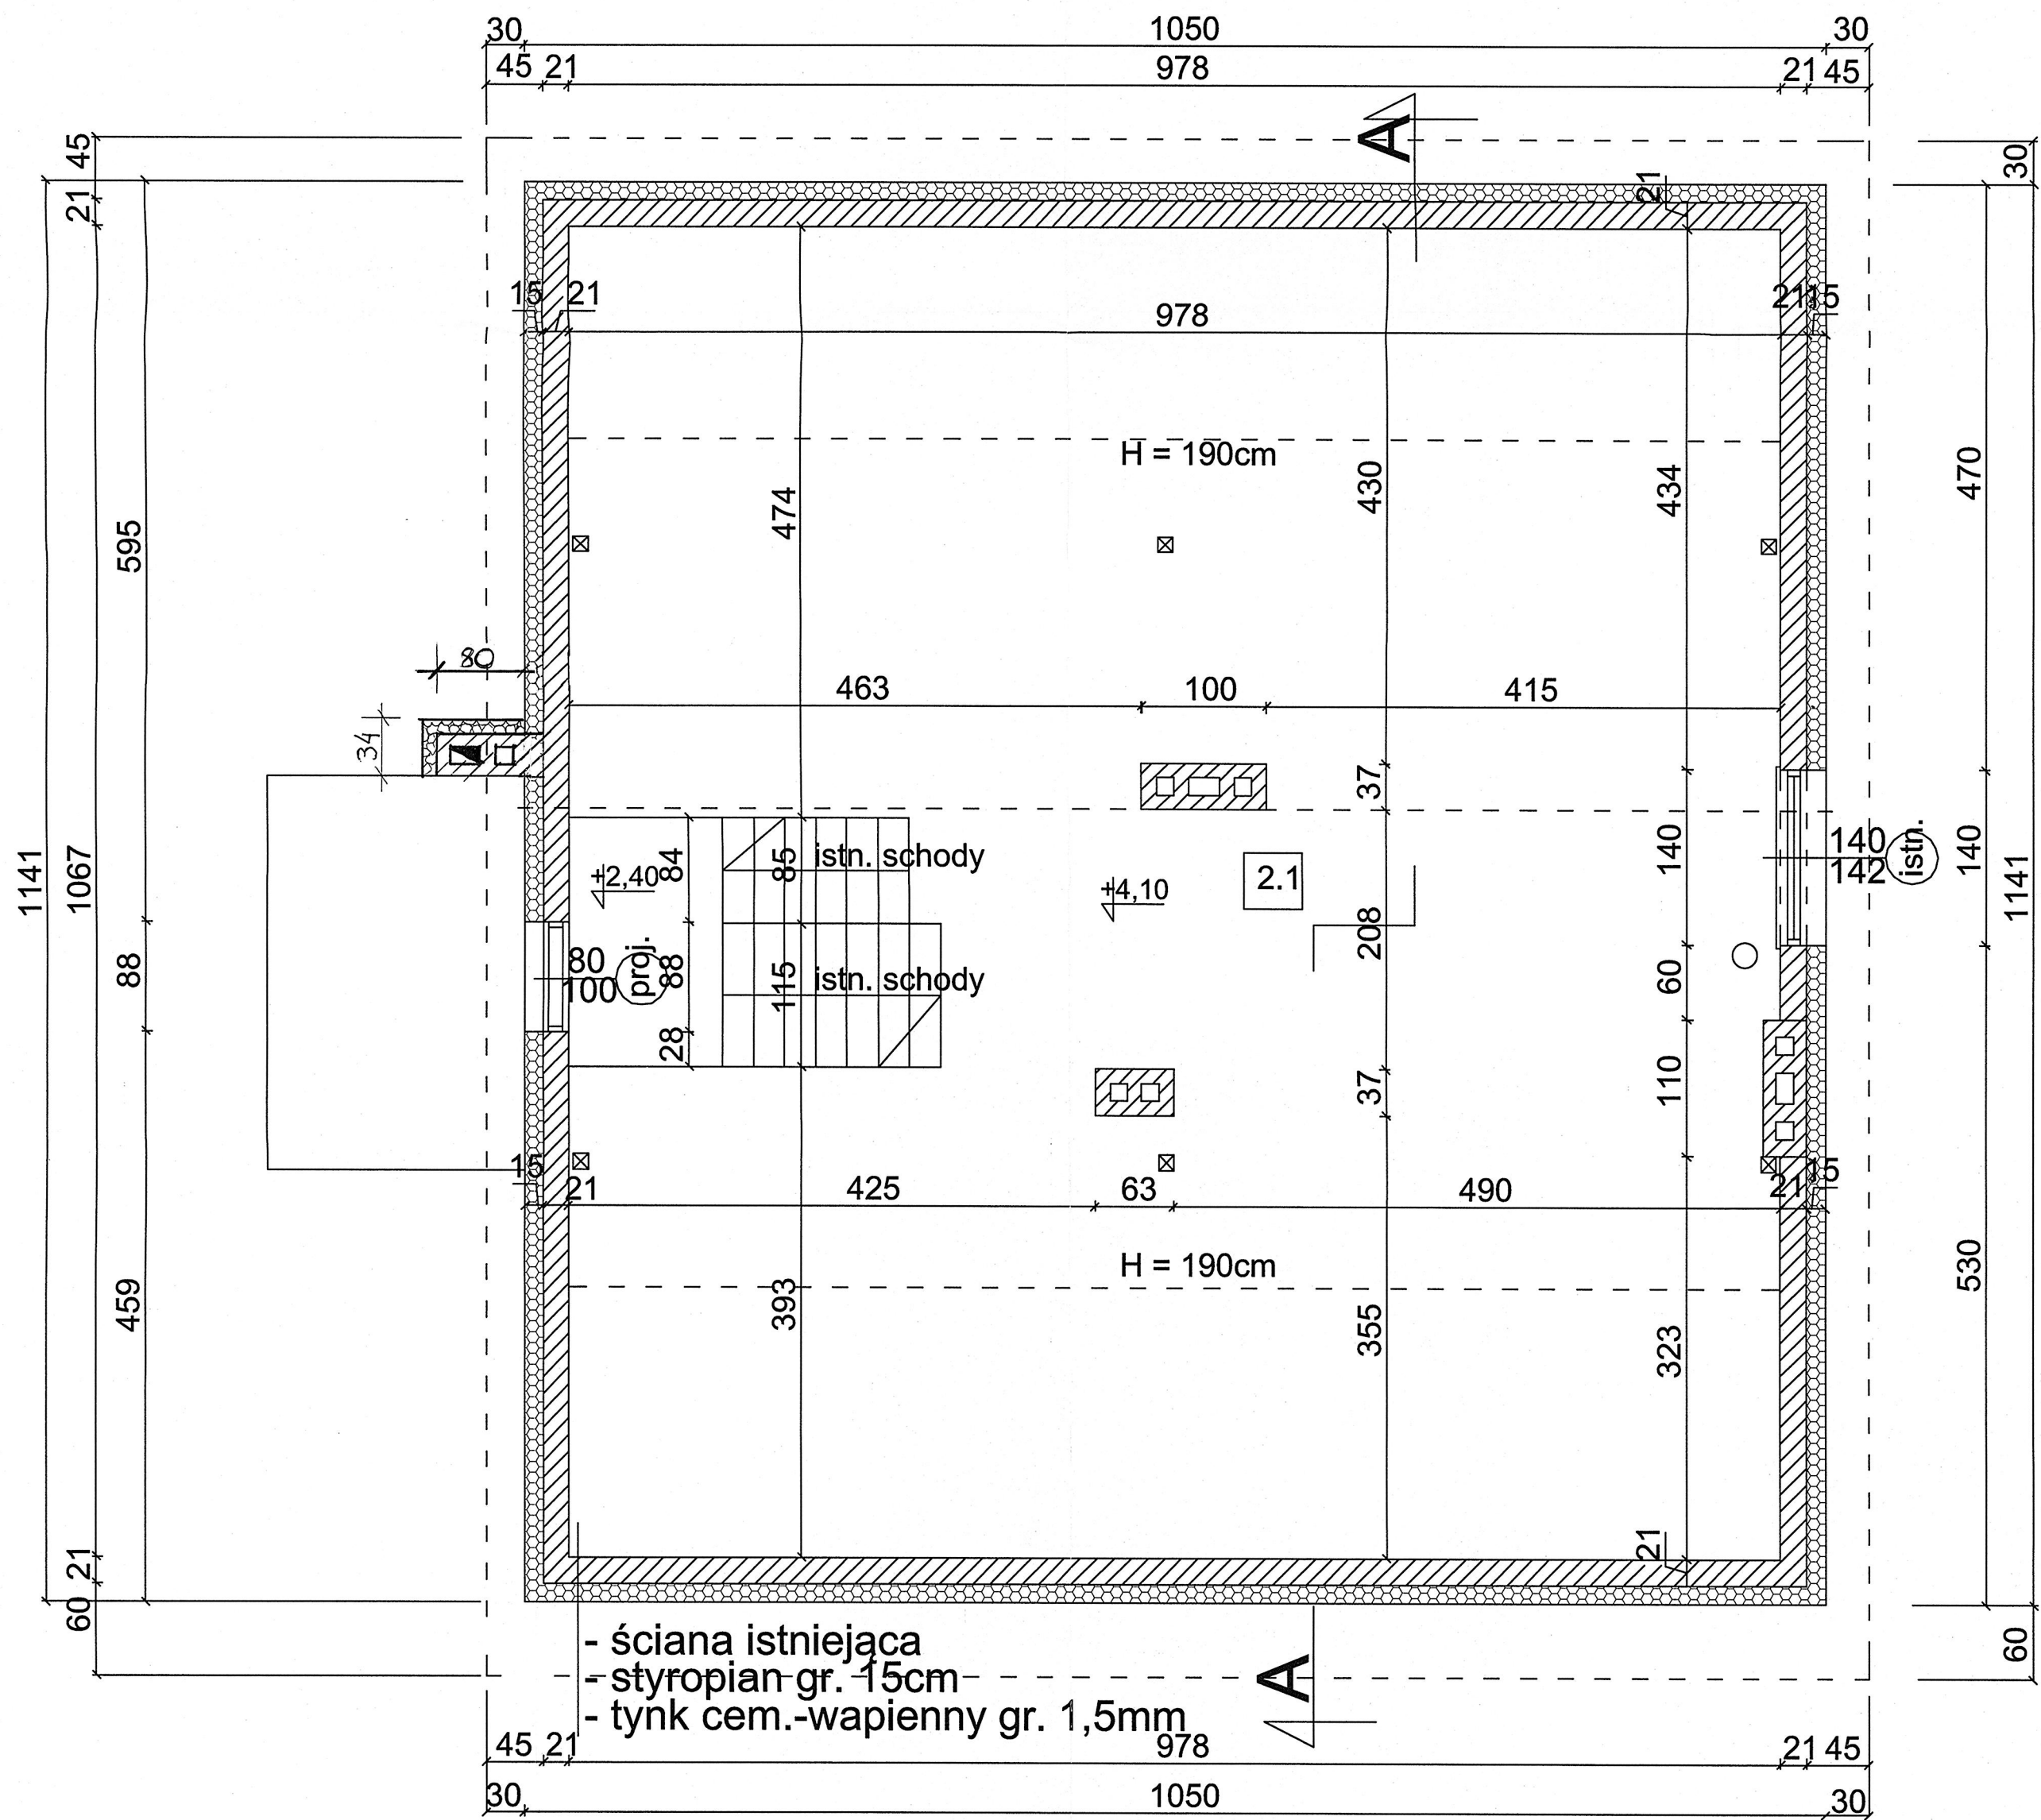 30 1050 30
45 21 978 21 45
A
45
30
21
21
15 21
978
21 15
H = 190cm
474
430
434
470
595
80
463 100 415
34
37
140
140
140
142
istn.
1141
1067
1141
84
85
istn. schody
+2,40
+4,10
2.1
208
88
80
100
proj.
88
115
istn. schody
60
28
37
110
15
21
425 63 490
21
15
H = 190cm
459
393
355
323
530
21
21
60
60
- ściana istniejąca
- styropian gr. 15cm
- tynk cem.-wapienny gr. 1,5mm
A
45 21 978 21 45
30 1050 30